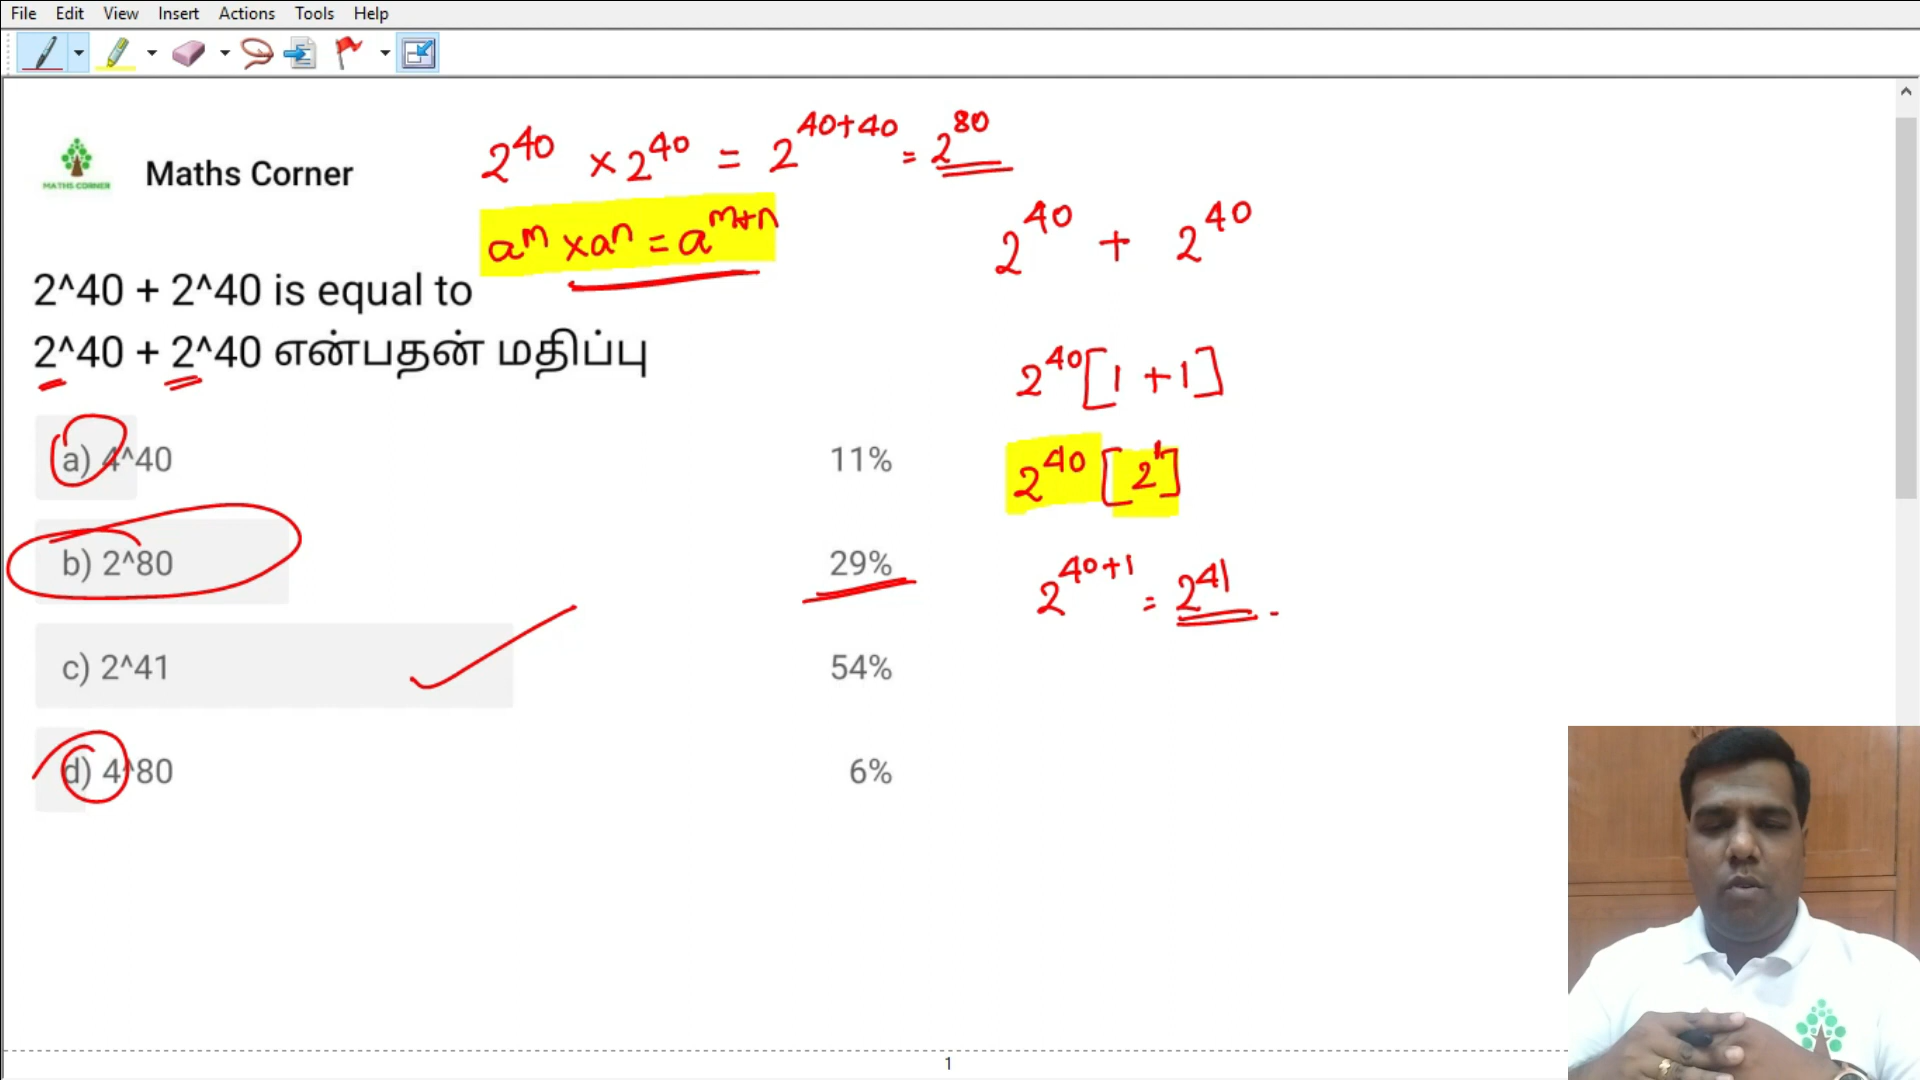 File Edit View Insert Actions Tools Help
MATHS CORNER
Maths Corner
2^40 × 2^40 = 2^40+40 = 2^80
a^m × a^n = a^m+n
2^40 + 2^40 is equal to
2^40 + 2^40 என்பதன் மதிப்பு
a) 4^40 11%
b) 2^80 29%
c) 2^41 54%
d) 4^80 6%
2^40 + 2^40
2^40 [1 + 1]
2^40 [2^1]
2^40+1 = 2^41.
1